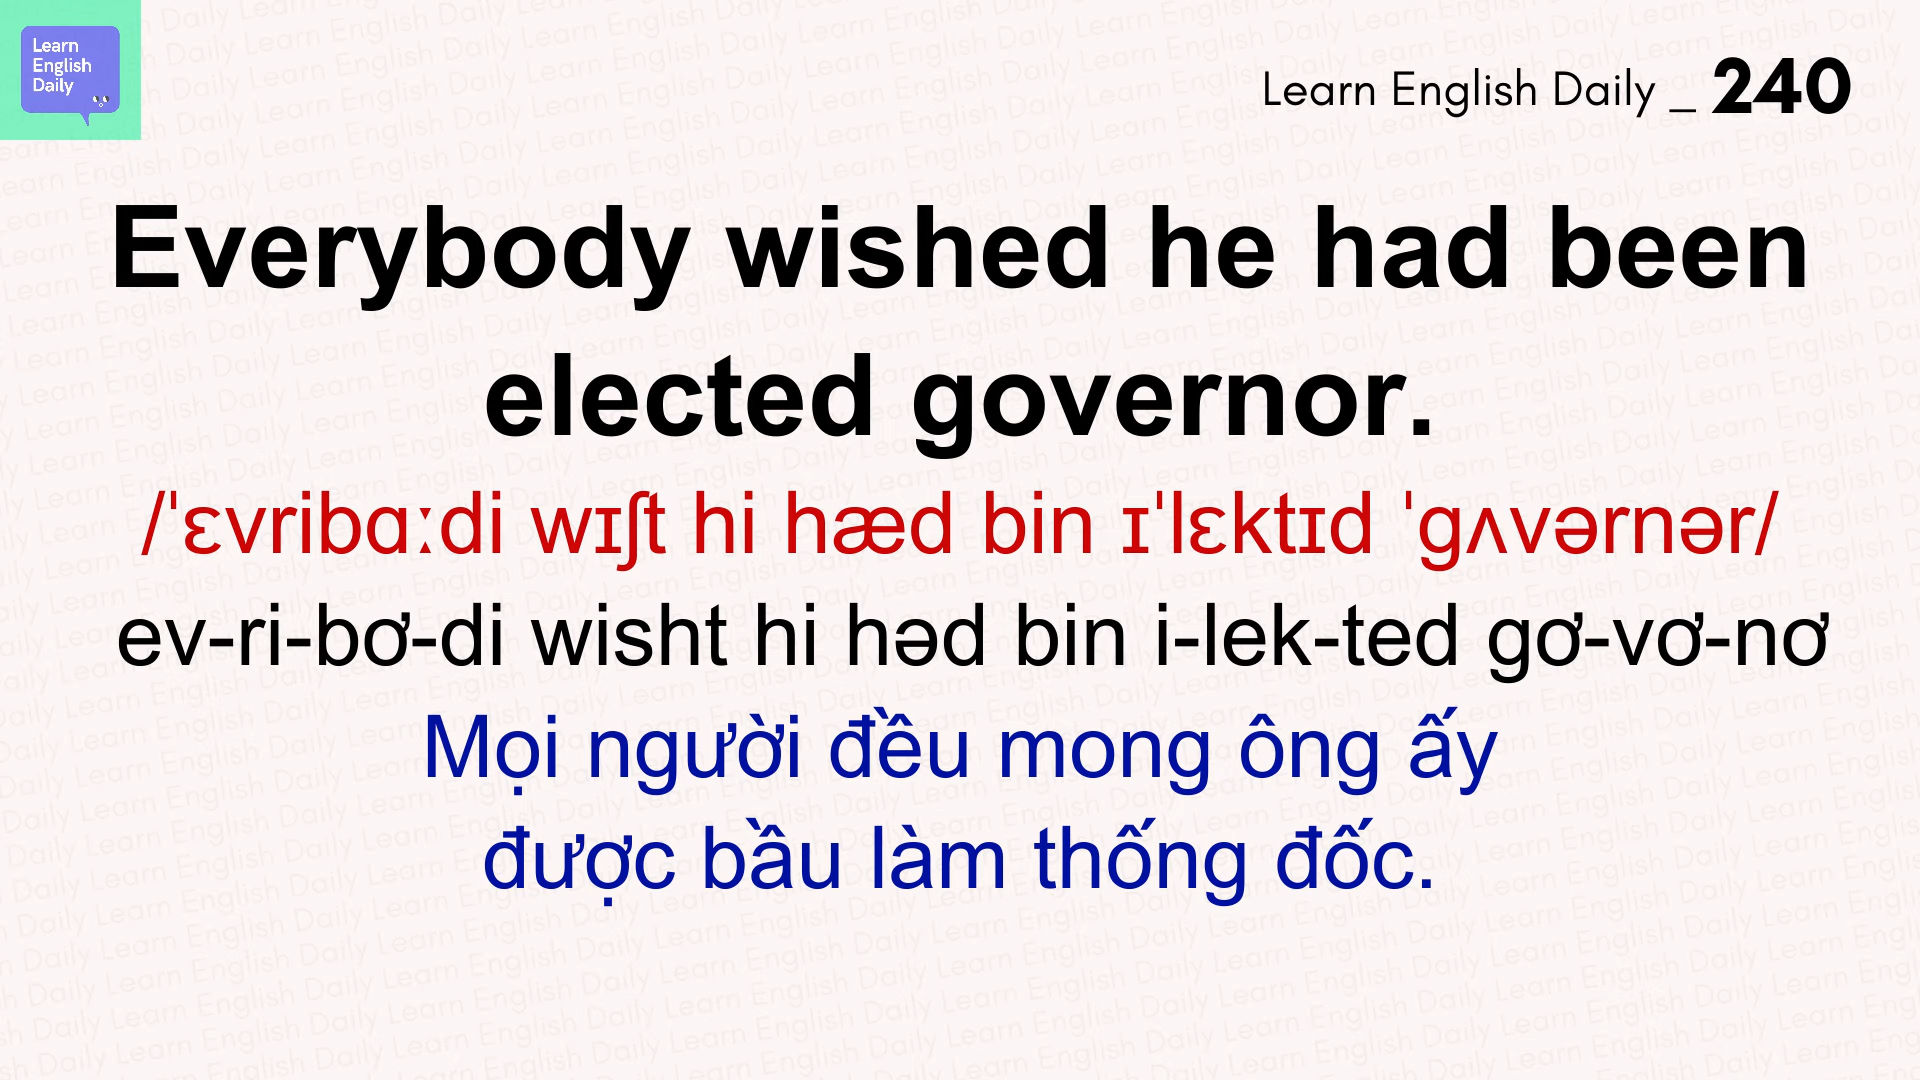 Learn
English
Daily
Learn English Daily _ 240
Everybody wished he had been
elected governor.
/ˈɛvribɑːdi wɪʃt hi hæd bin ɪˈlɛktɪd ˈgʌvərnər/
ev-ri-bơ-di wisht hi həd bin i-lek-ted gơ-vơ-nơ
Mọi người đều mong ông ấy
được bầu làm thống đốc.